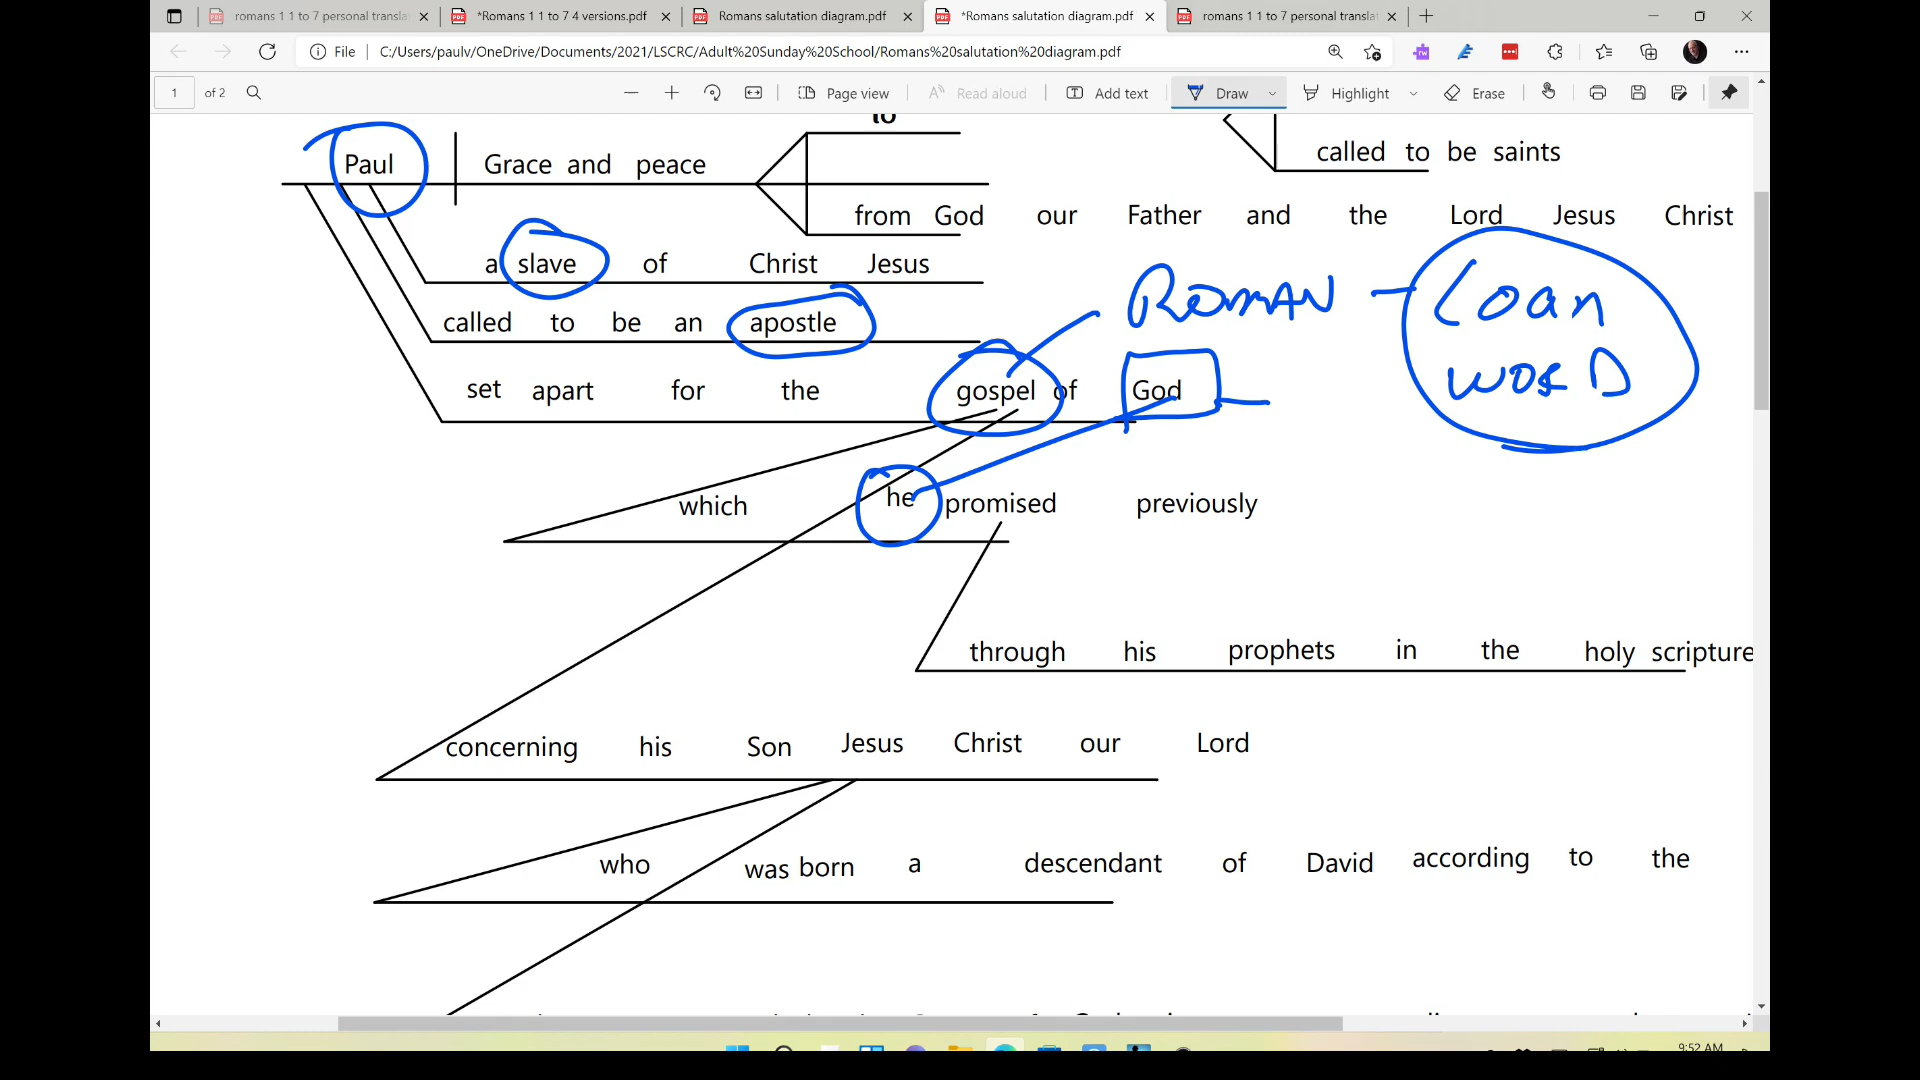 romans 1 1 to 7 personal transla
*Romans 1 1 to 7 4 versions.pdf
Romans salutation diagram.pdf
*Romans salutation diagram.pdf
romans 1 1 to 7 personal transla
File
C:/Users/paulv/OneDrive/Documents/2021/LSCRC/Adult%20Sunday%20School/Romans%20salutation%20diagram.pdf
1 of 2
Page view
Read aloud
Add text
Draw
Highlight
Erase
to
called to be saints
Paul Grace and peace
from God our Father and the Lord Jesus Christ
a slave of Christ Jesus
ROMAN - Loan
called to be an apostle
WORD
set apart for the gospel of God
which he promised previously
through his prophets in the holy scripture
concerning his Son Jesus Christ our Lord
who was born a descendant of David according to the
9:52 AM